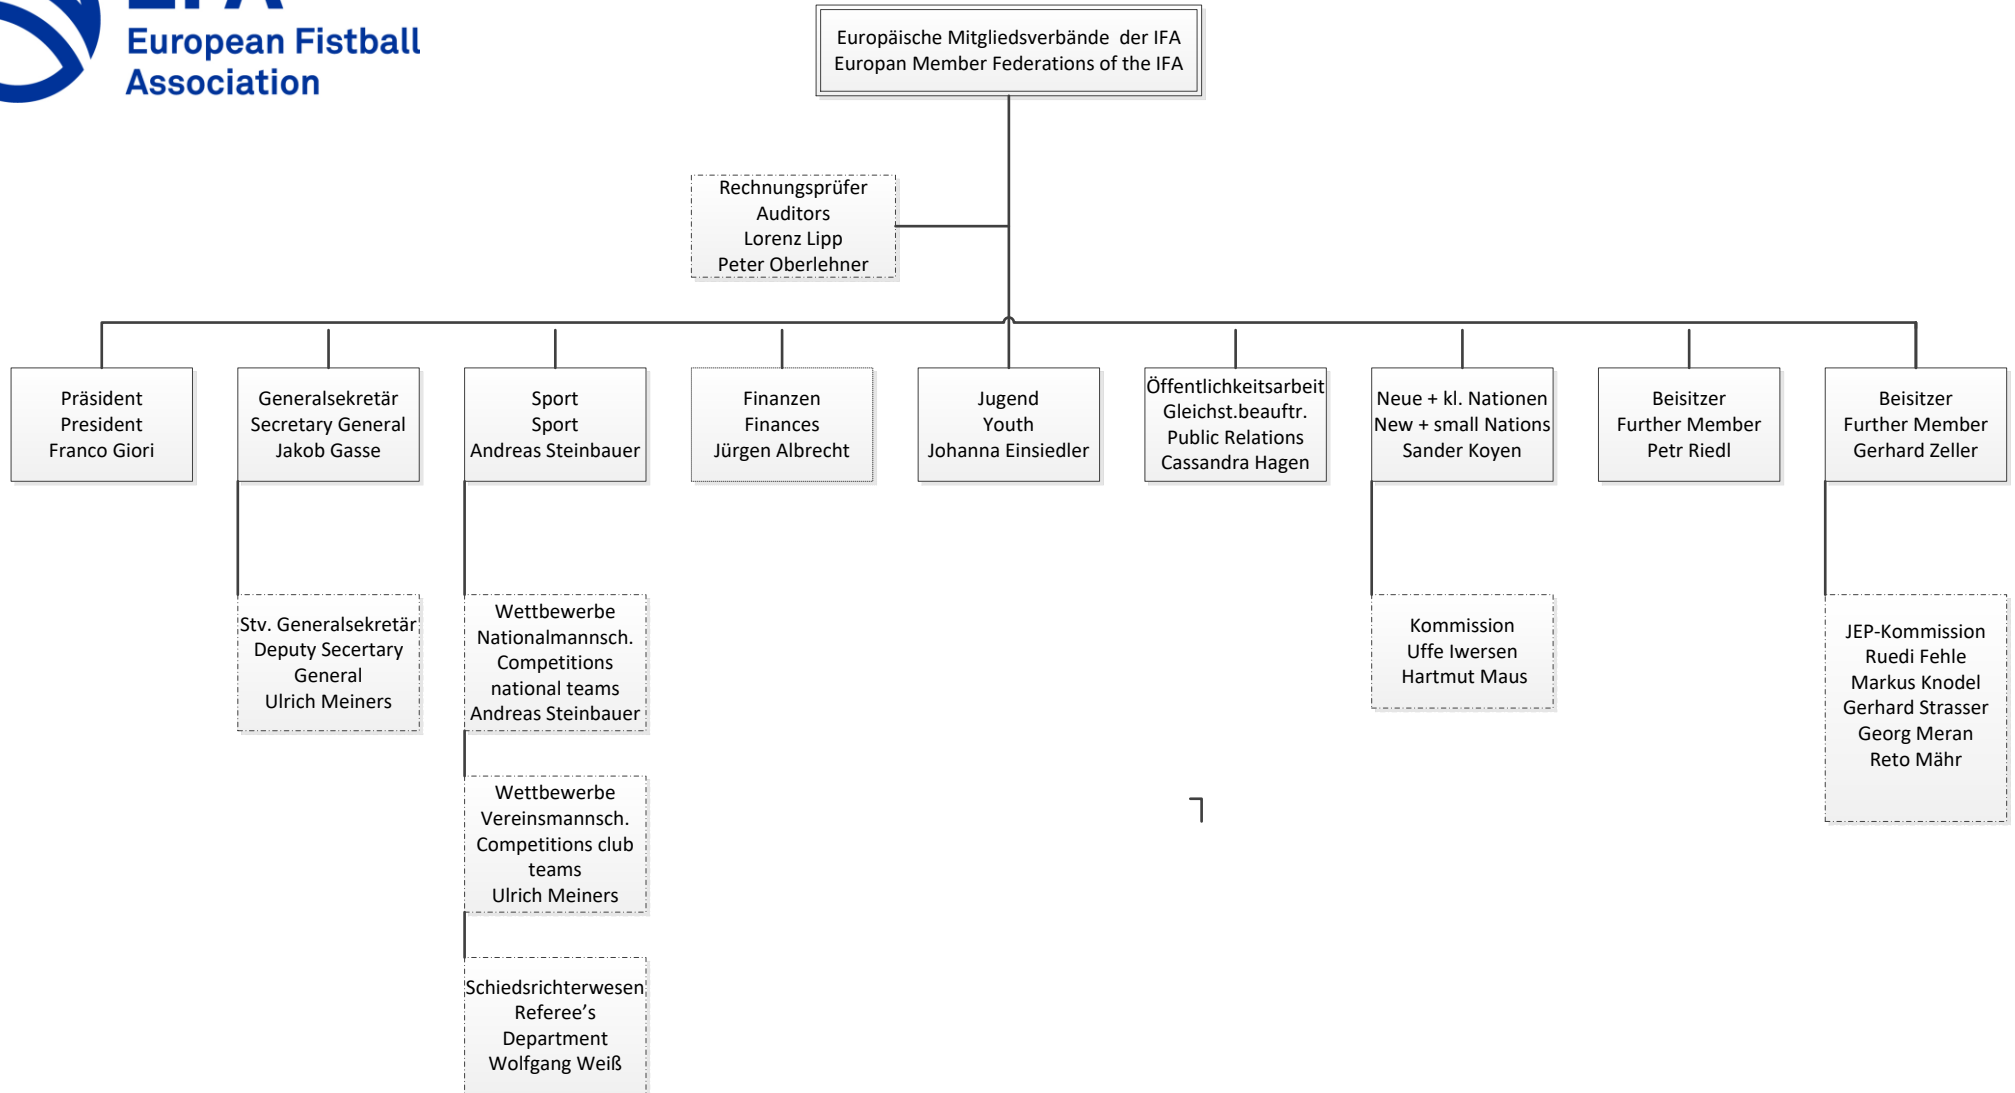 EFA
European Fistball
Association
Europäische Mitgliedsverbände der IFA
Europan Member Federations of the IFA
Rechnungsprüfer
Auditors
Lorenz Lipp
Peter Oberlehner
Präsident
President
Franco Giori
Generalsekretär
Secretary General
Jakob Gasse
Sport
Sport
Andreas Steinbauer
Finanzen
Finances
Jürgen Albrecht
Jugend
Youth
Johanna Einsiedler
Öffentlichkeitsarbeit
Gleichst.beauftr.
Public Relations
Cassandra Hagen
Neue + kl. Nationen
New + small Nations
Sander Koyen
Beisitzer
Further Member
Petr Riedl
Beisitzer
Further Member
Gerhard Zeller
Stv. Generalsekretär
Deputy Secertary
General
Ulrich Meiners
Wettbewerbe
Nationalmannsch.
Competitions
national teams
Andreas Steinbauer
Kommission
Uffe Iwersen
Hartmut Maus
JEP-Kommission
Ruedi Fehle
Markus Knodel
Gerhard Strasser
Georg Meran
Reto Mähr
Wettbewerbe
Vereinsmannsch.
Competitions club
teams
Ulrich Meiners
Schiedsrichterwesen
Referee’s
Department
Wolfgang Weiß